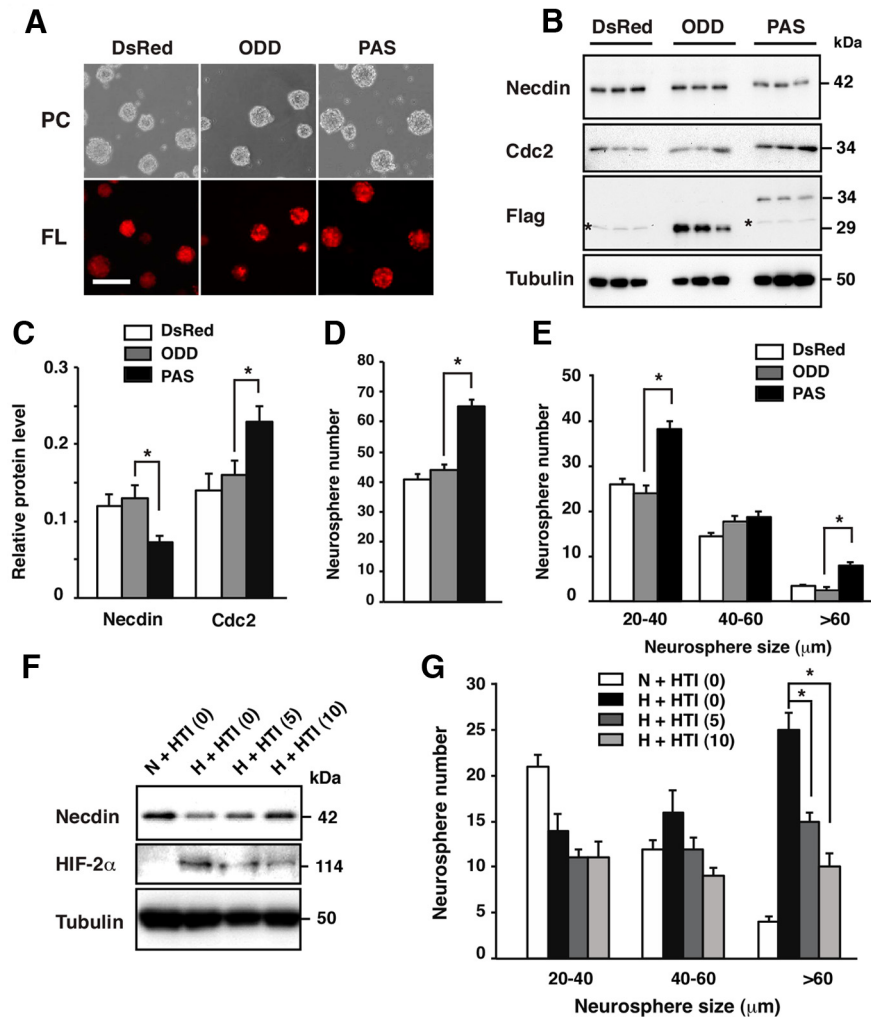 A
DsRed ODD PAS
PC
FL
B
DsRed ODD PAS
kDa
Necdin 42
Cdc2 34
Flag 34
* * 29
Tubulin 50
C
DsRed
ODD
PAS
Relative protein level
0.3
0.2
0.1
0
* *
Necdin Cdc2
D
Neurosphere number
80
70
60
50
40
30
20
10
0
*
E
DsRed
ODD
PAS
Neurosphere number
50
40
30
20
10
0
* *
20-40 40-60 >60
Neurosphere size (μm)
F
N + HTI (0)
H + HTI (0)
H + HTI (5)
H + HTI (10)
kDa
Necdin 42
HIF-2α 114
Tubulin 50
G
N + HTI (0)
H + HTI (0)
H + HTI (5)
H + HTI (10)
Neurosphere number
30
25
20
15
10
5
0
*
*
20-40 40-60 >60
Neurosphere size (μm)